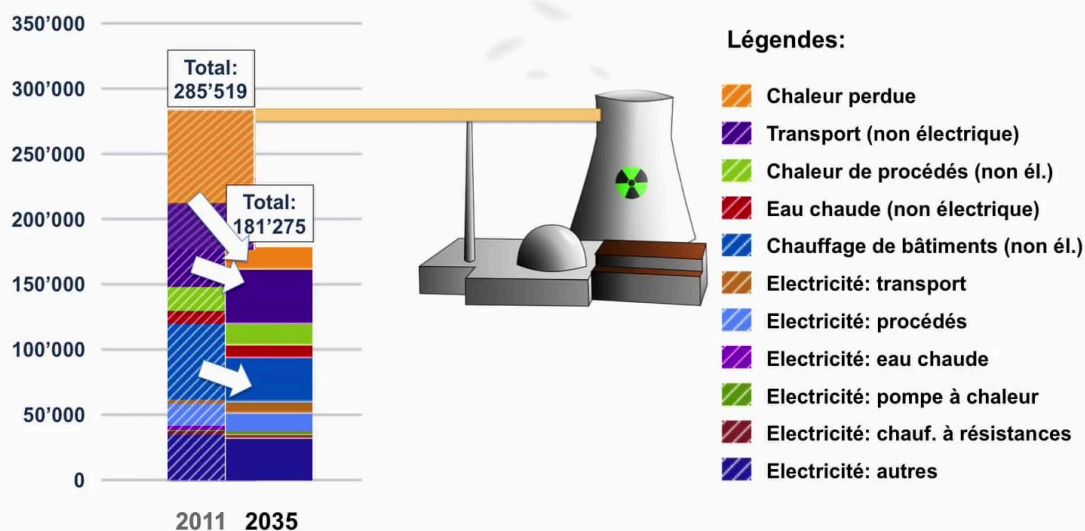 350’000
300’000
250’000
200’000
150’000
100’000
50’000
0
Total:
285’519
Total:
181’275
2011 2035
Légendes:
Chaleur perdue
Transport (non électrique)
Chaleur de procédés (non él.)
Eau chaude (non électrique)
Chauffage de bâtiments (non él.)
Electricité: transport
Electricité: procédés
Electricité: eau chaude
Electricité: pompe à chaleur
Electricité: chauf. à résistances
Electricité: autres